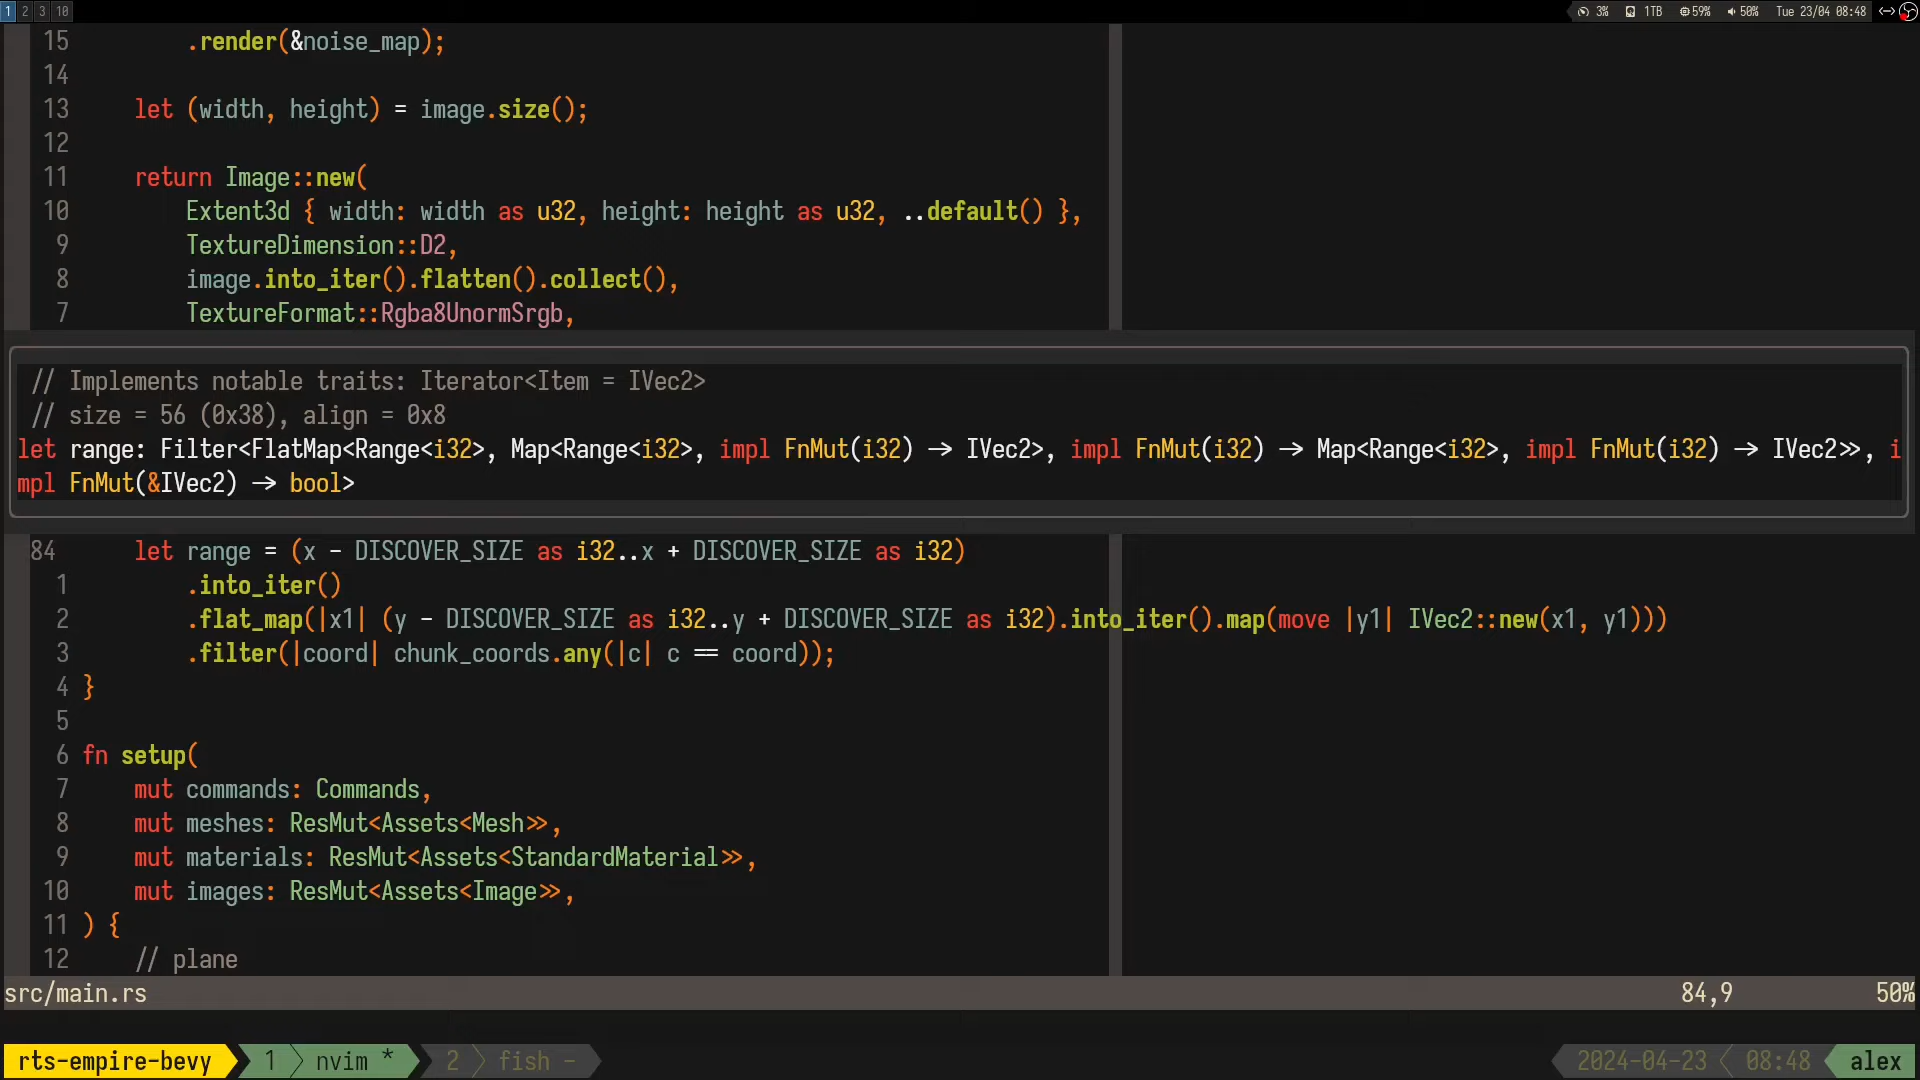 1 2 3 10 3% 1TB 59% 50% Tue 23/04 08:48
15 .render(&noise_map);
14
13 let (width, height) = image.size();
12
11 return Image::new(
10 Extent3d { width: width as u32, height: height as u32, ..default() },
9 TextureDimension::D2,
8 image.into_iter().flatten().collect(),
7 TextureFormat::Rgba8UnormSrgb,
// Implements notable traits: Iterator<Item = IVec2>
// size = 56 (0x38), align = 0x8
let range: Filter<FlatMap<Range<i32>, Map<Range<i32>, impl FnMut(i32) -> IVec2>, impl FnMut(i32) -> Map<Range<i32>, impl FnMut(i32) -> IVec2>>, i
mpl FnMut(&IVec2) -> bool>
84 let range = (x - DISCOVER_SIZE as i32..x + DISCOVER_SIZE as i32)
1 .into_iter()
2 .flat_map(|x1| (y - DISCOVER_SIZE as i32..y + DISCOVER_SIZE as i32).into_iter().map(move |y1| IVec2::new(x1, y1)))
3 .filter(|coord| chunk_coords.any(|c| c == coord));
4 }
5
6 fn setup(
7 mut commands: Commands,
8 mut meshes: ResMut<Assets<Mesh>>,
9 mut materials: ResMut<Assets<StandardMaterial>>,
10 mut images: ResMut<Assets<Image>>,
11 ) {
12 // plane
src/main.rs 84,9 50%
rts-empire-bevy 1 nvim * 2 fish - 2024-04-23 08:48 alex